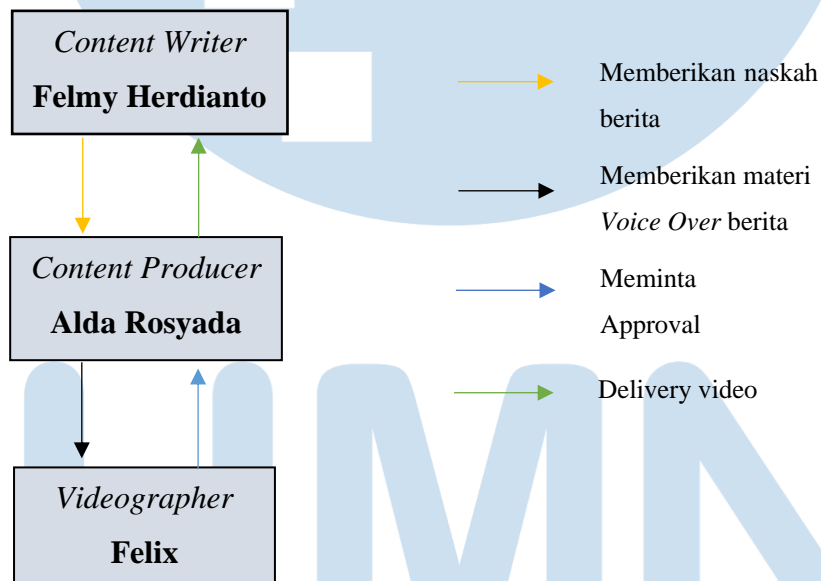 Content Writer
Felmy Herdianto
Content Producer
Alda Rosyada
Videographer
Felix
Memberikan naskah
berita
Memberikan materi
Voice Over berita
Meminta
Approval
Delivery video